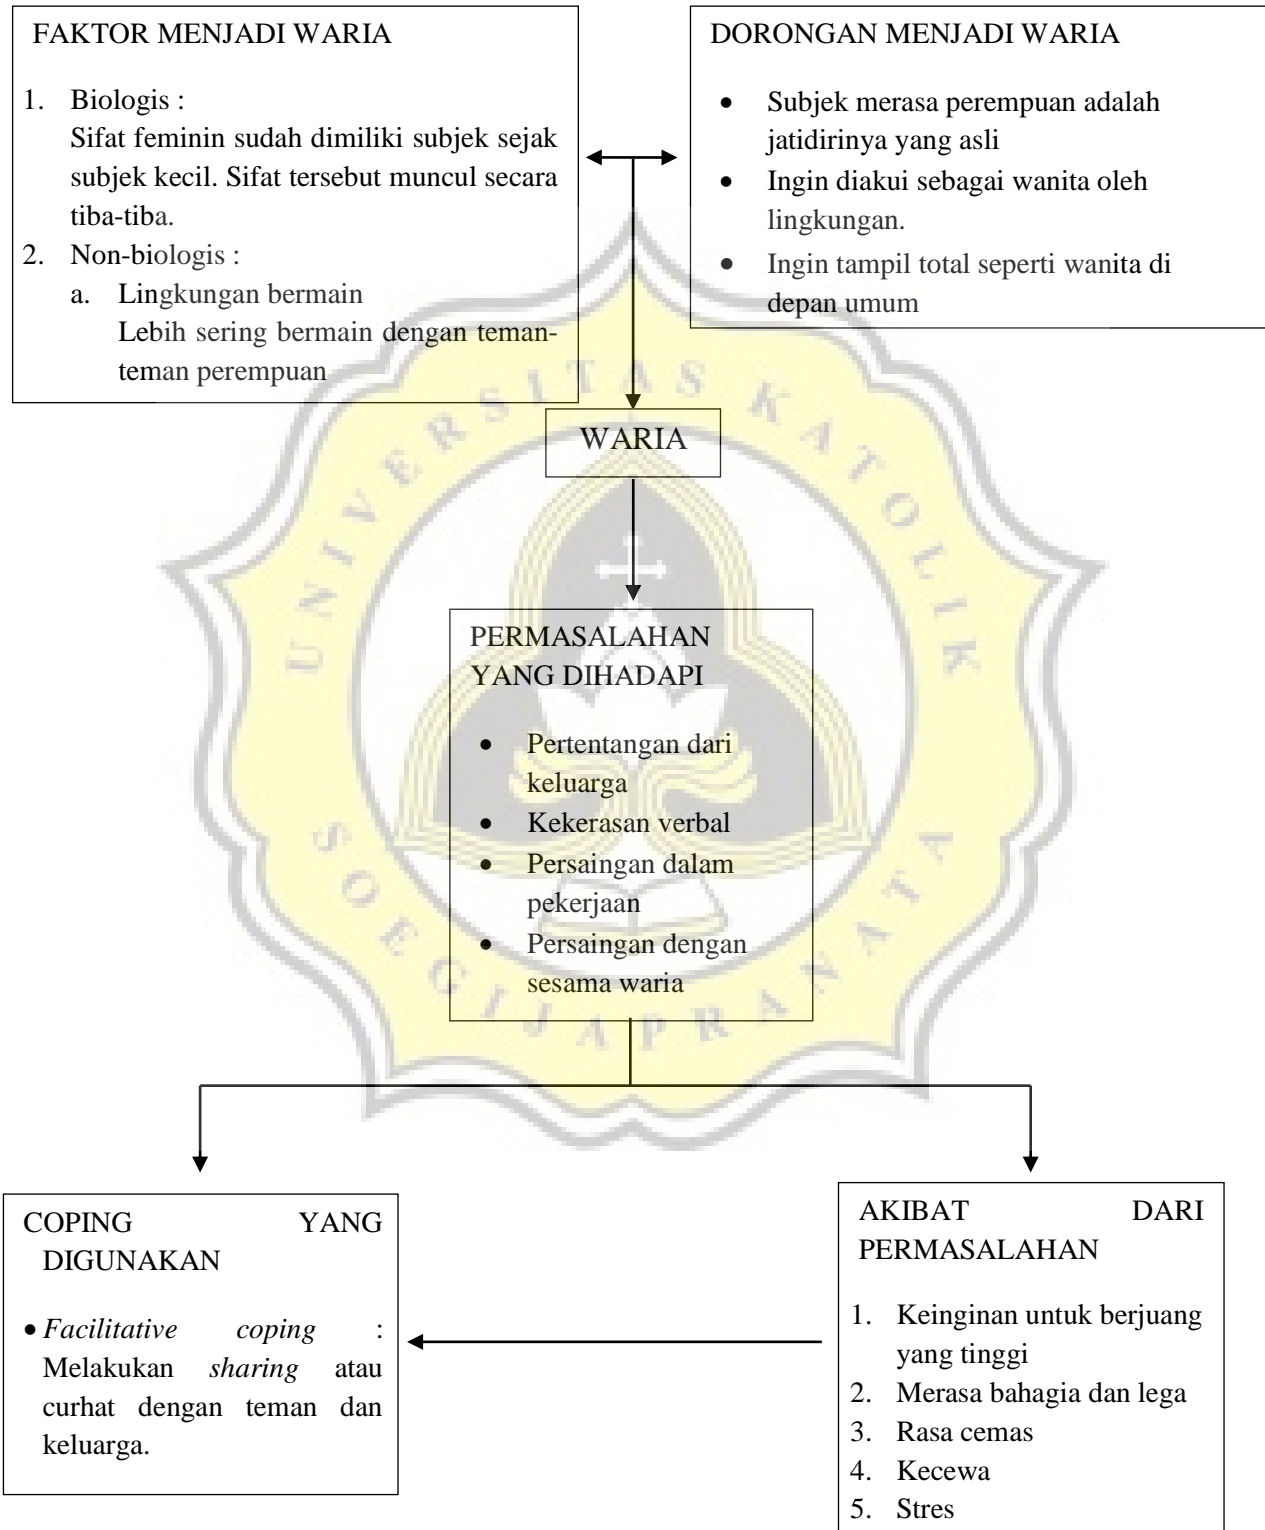 FAKTOR MENJADI WARIA
1. Biologis :
Sifat feminin sudah dimiliki subjek sejak
subjek kecil. Sifat tersebut muncul secara
tiba-tiba.
2. Non-biologis :
a. Lingkungan bermain
Lebih sering bermain dengan teman-
teman perempuan
DORONGAN MENJADI WARIA
• Subjek merasa perempuan adalah
jatidirinya yang asli
• Ingin diakui sebagai wanita oleh
lingkungan.
• Ingin tampil total seperti wanita di
depan umum
WARIA
PERMASALAHAN
YANG DIHADAPI
• Pertentangan dari
keluarga
• Kekerasan verbal
• Persaingan dalam
pekerjaan
• Persaingan dengan
sesama waria
COPING YANG
DIGUNAKAN
• Facilitative coping :
Melakukan sharing atau
curhat dengan teman dan
keluarga.
AKIBAT DARI
PERMASALAHAN
1. Keinginan untuk berjuang
yang tinggi
2. Merasa bahagia dan lega
3. Rasa cemas
4. Kecewa
5. Stres
UNIVERSITAS KATOLIK
SOEGIJAPRANATA